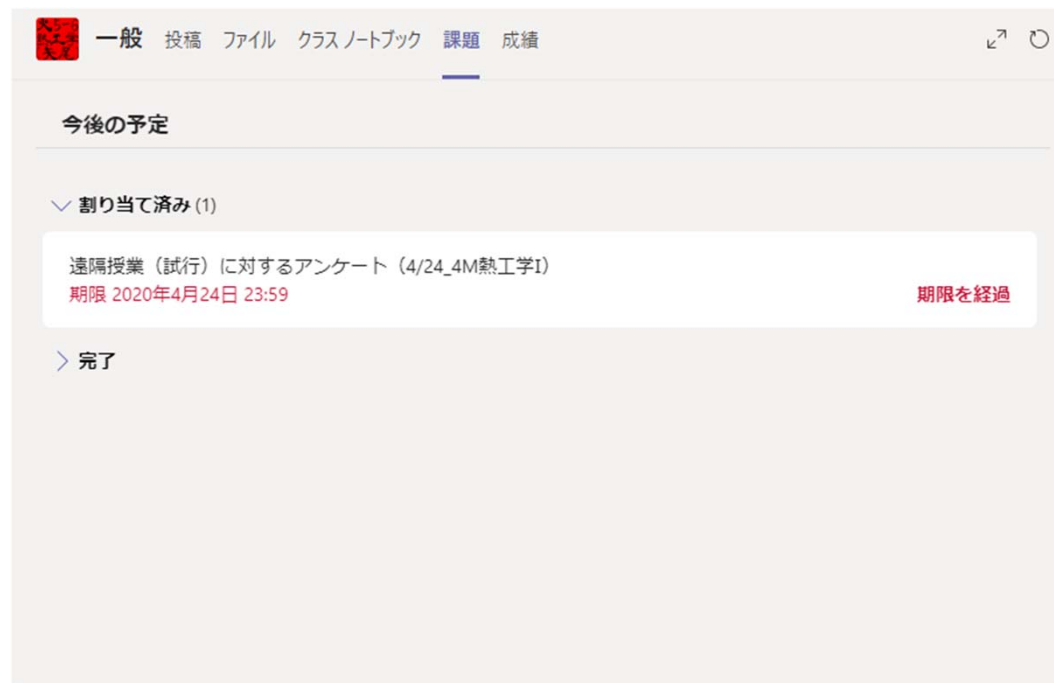 一般 投稿 ファイル クラス ノートブック 課題 成績
今後の予定
割り当て済み (1)
遠隔授業（試行）に対するアンケート（4/24_4M熱工学I）
期限 2020年4月24日 23:59 期限を経過
完了